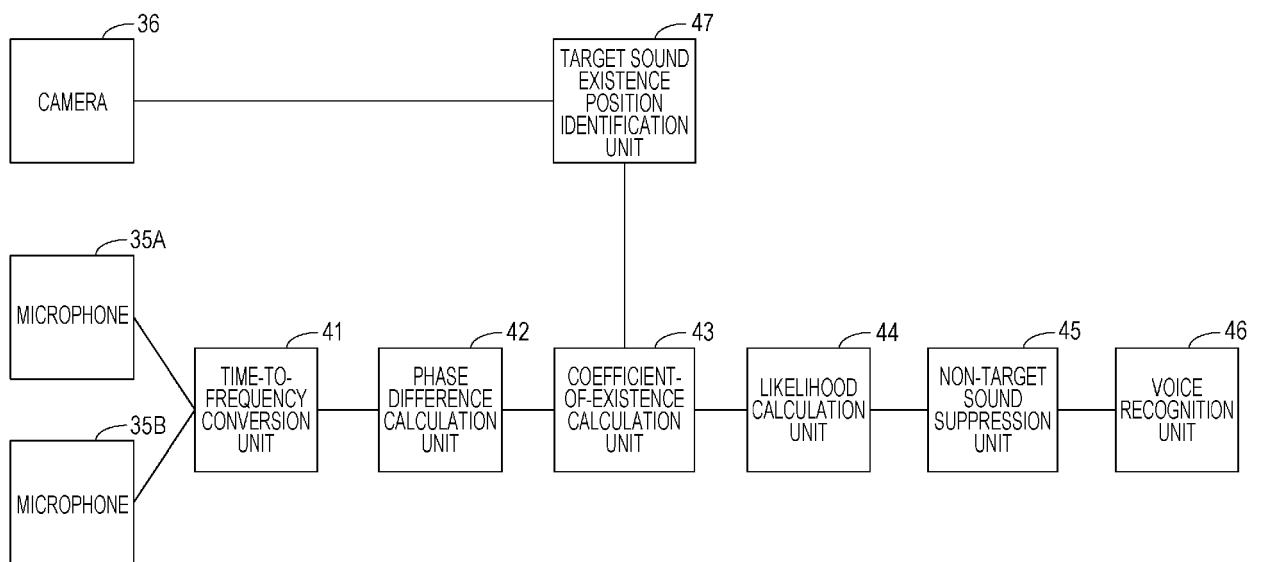 36
CAMERA
47
TARGET SOUND
EXISTENCE
POSITION
IDENTIFICATION
UNIT
35A
MICROPHONE
35B
MICROPHONE
41
TIME-TO-
FREQUENCY
CONVERSION
UNIT
42
PHASE
DIFFERENCE
CALCULATION
UNIT
43
COEFFICIENT-
OF-EXISTENCE
CALCULATION
UNIT
44
LIKELIHOOD
CALCULATION
UNIT
45
NON-TARGET
SOUND
SUPPRESSION
UNIT
46
VOICE
RECOGNITION
UNIT